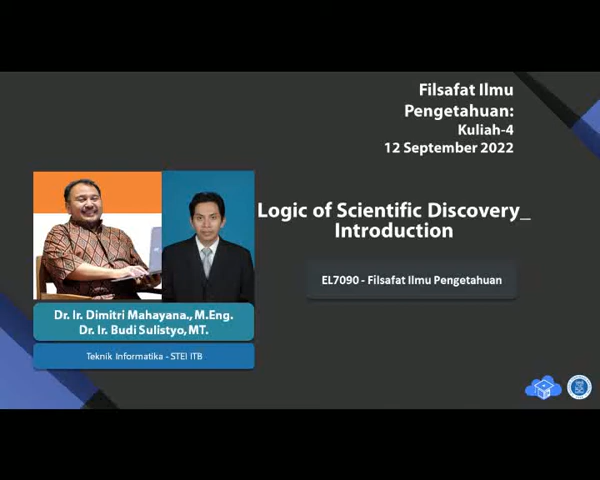 Filsafat Ilmu
Pengetahuan:
Kuliah-4
12 September 2022
Logic of Scientific Discovery_
Introduction
EL7090 - Filsafat Ilmu Pengetahuan
Dr. Ir. Dimitri Mahayana., M.Eng.
Dr. Ir. Budi Sulistyo, MT.
Teknik Informatika - STEI ITB